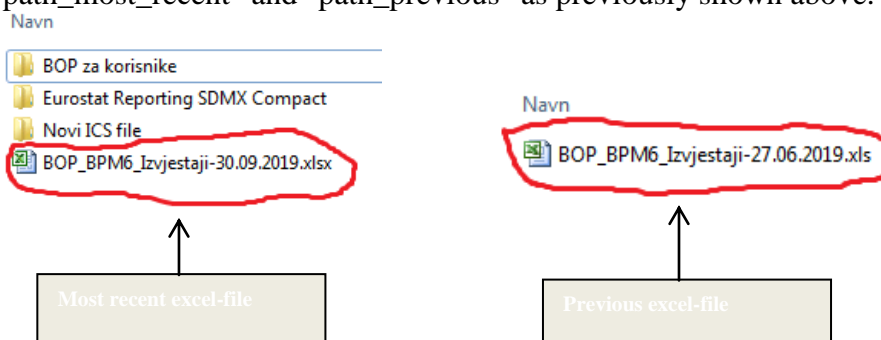 path_most_recent" and "path_previous" as previously shown above.
Navn
BOP za korisnike
Eurostat Reporting SDMX Compact
Novi ICS file
BOP_BPM6_Izvjestaji-30.09.2019.xlsx
Most recent excel-file
Navn
BOP_BPM6_Izvjestaji-27.06.2019.xls
Previous excel-file